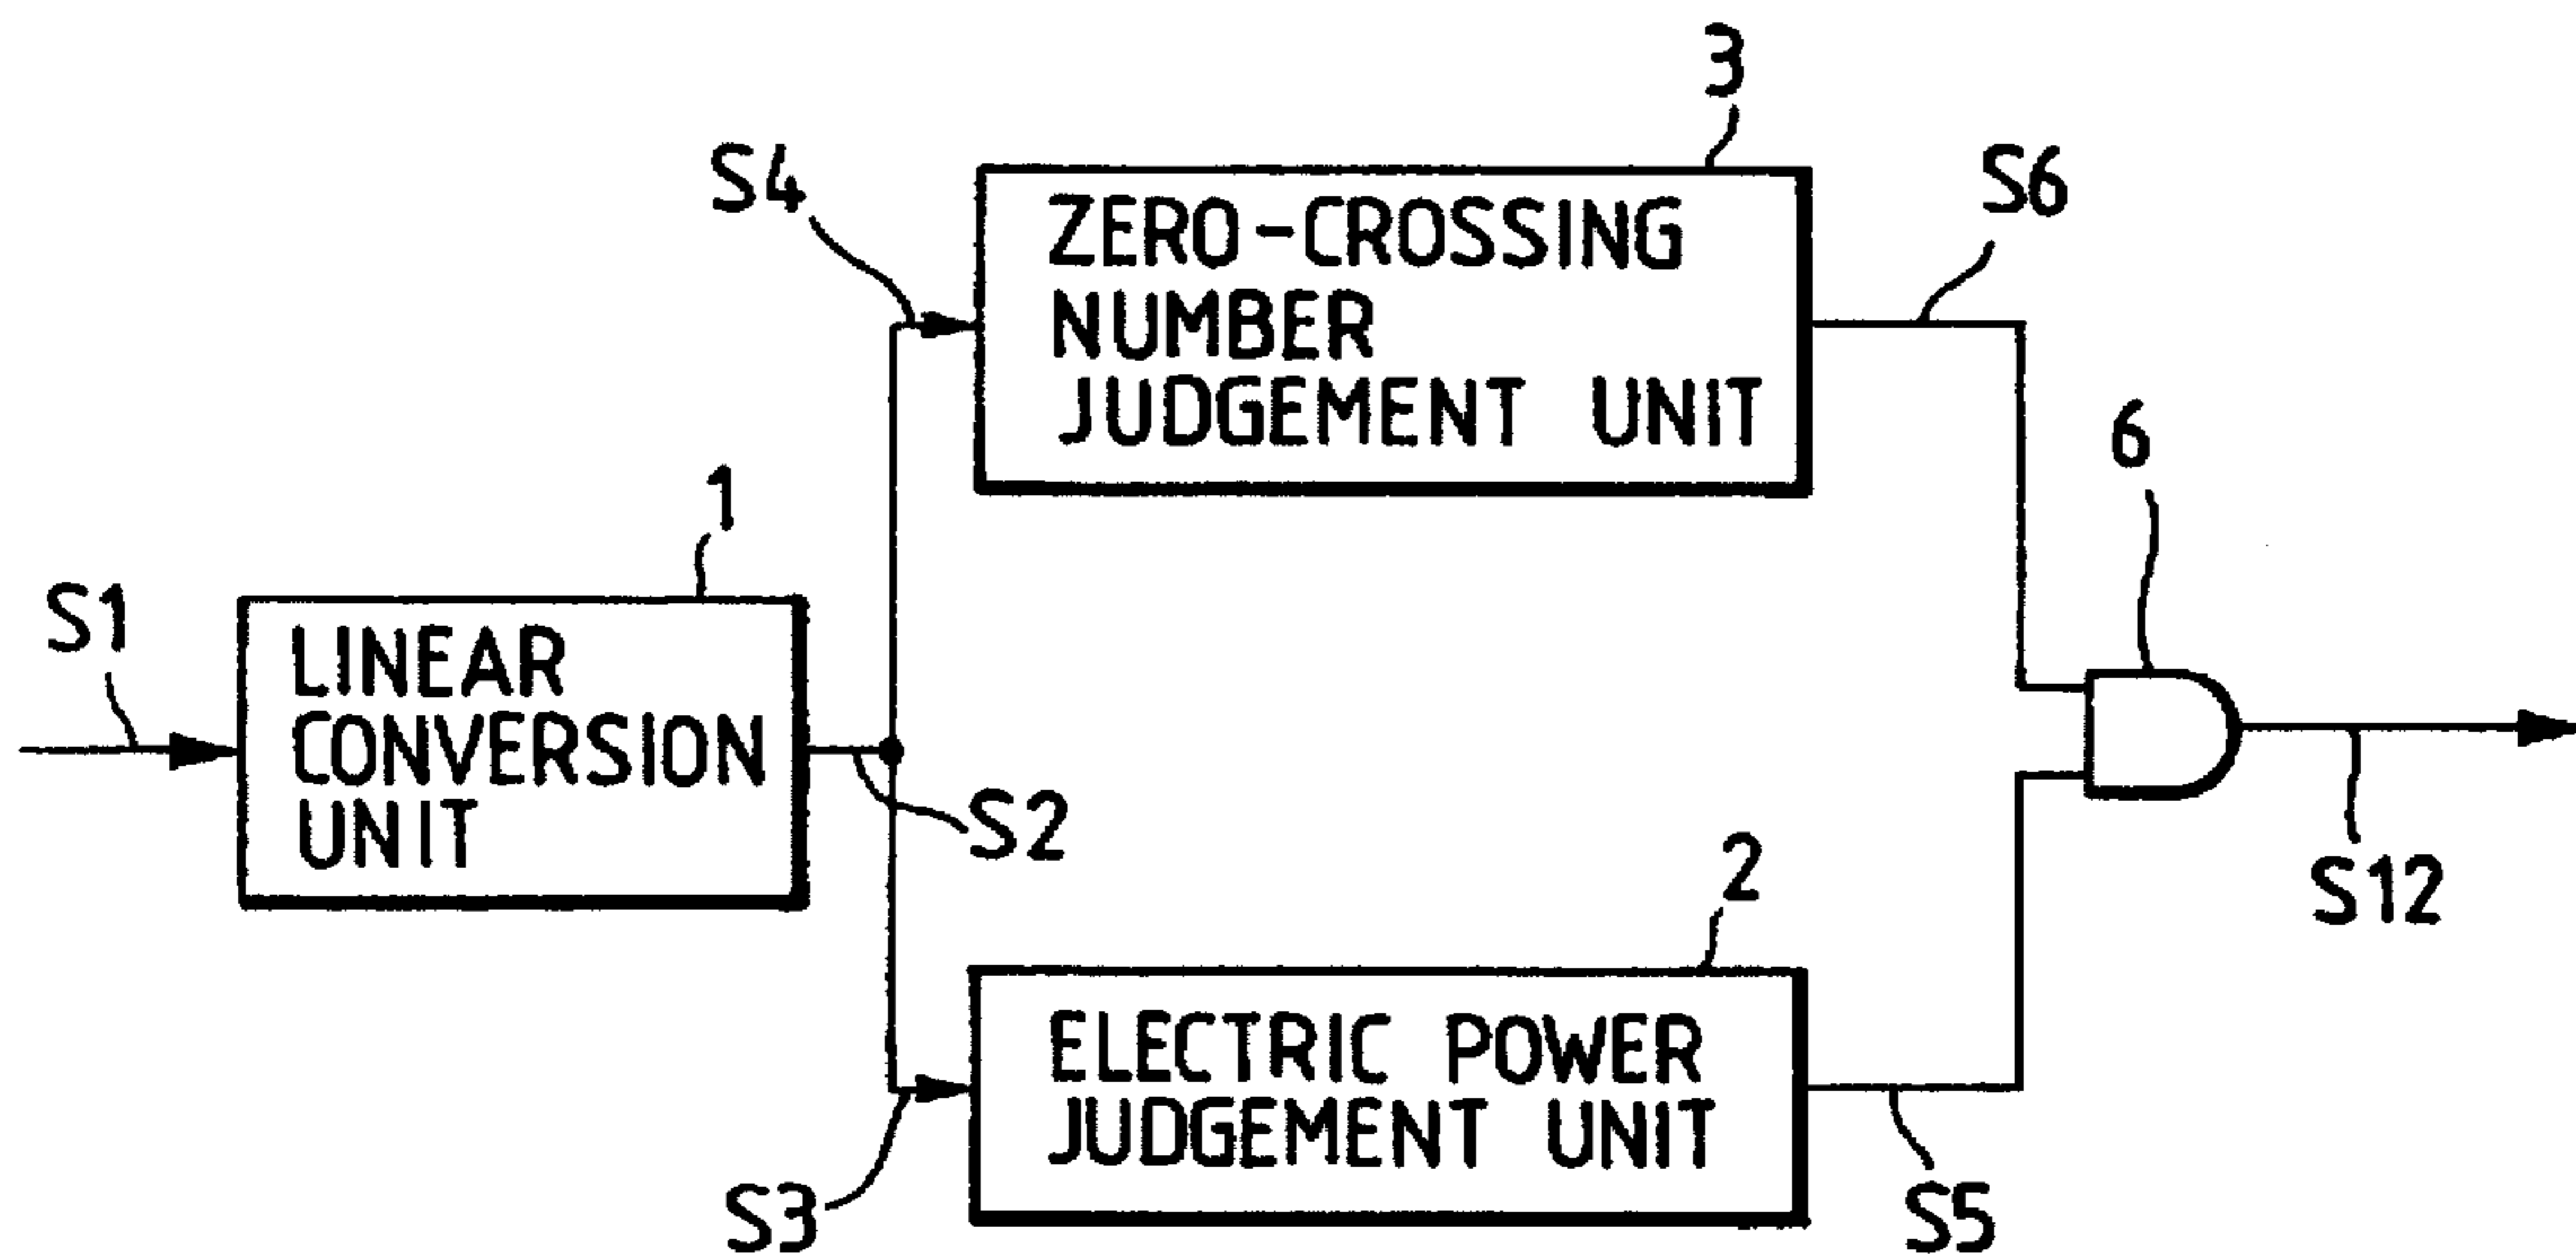 3
S4
ZERO-CROSSING
NUMBER
JUDGEMENT UNIT
S6
6
1
S1
LINEAR
CONVERSION
UNIT
S2
S12
2
ELECTRIC POWER
JUDGEMENT UNIT
S3
S5